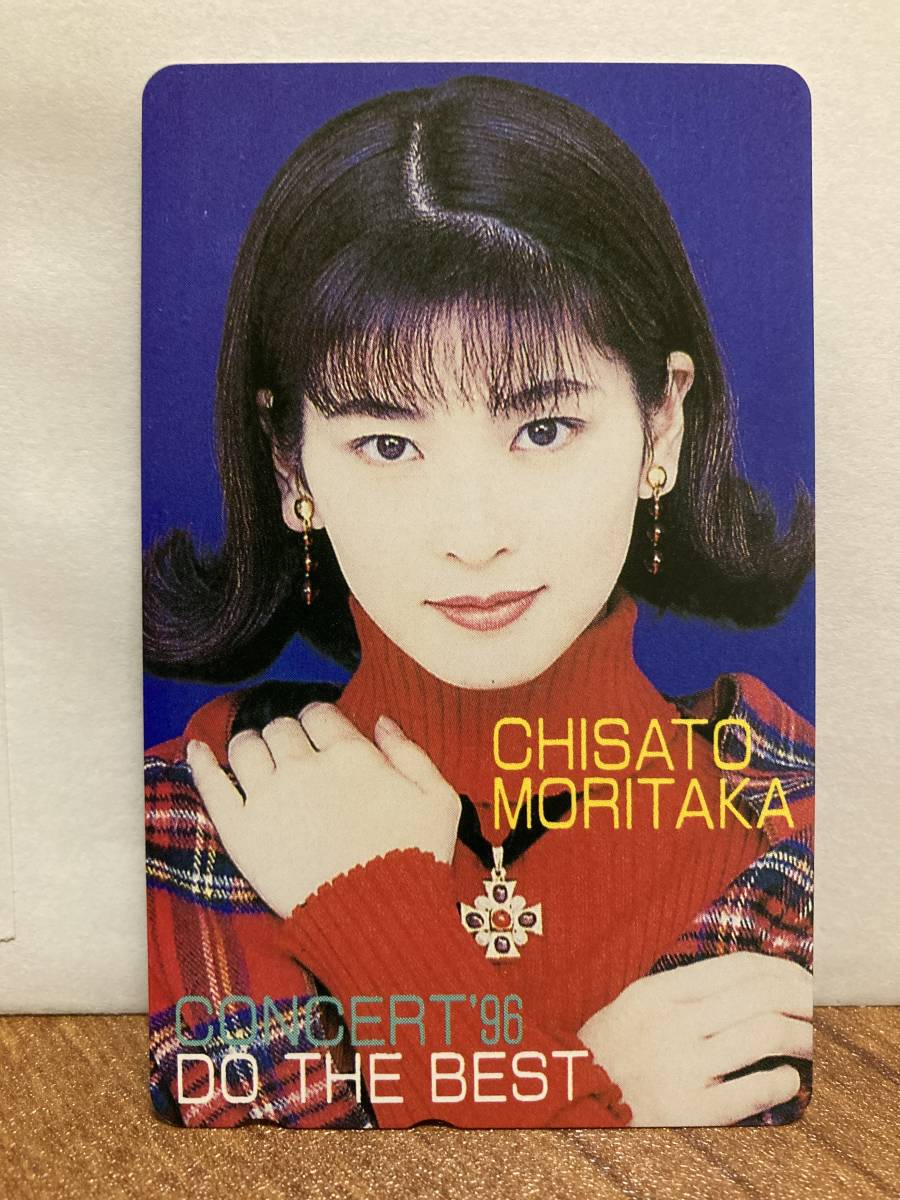 CHISATO
MORITAKA
CONCERT'96
DO THE BEST